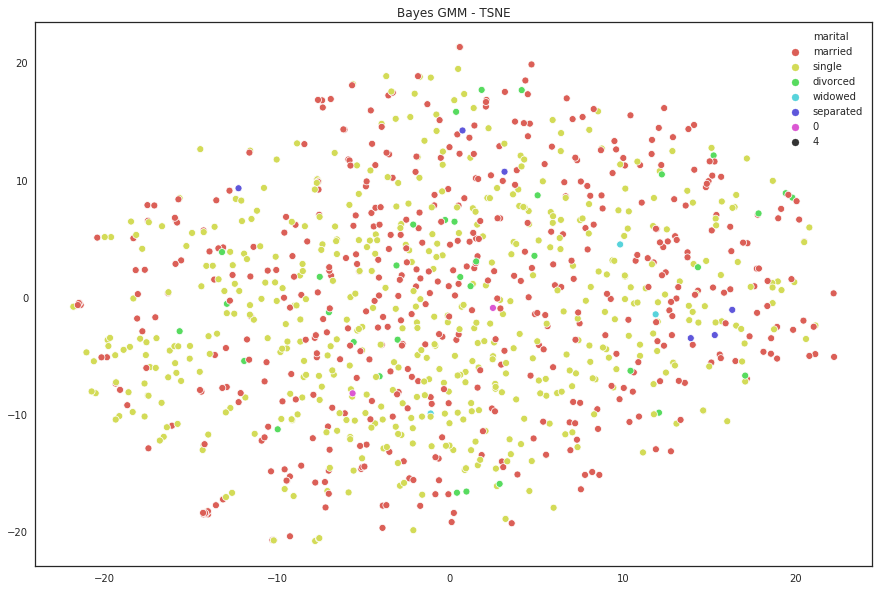 Bayes GMM - TSNE
marital
married
single
divorced
widowed
separated
0
4
20
10
0
−10
−20
−20
−10
0
10
20